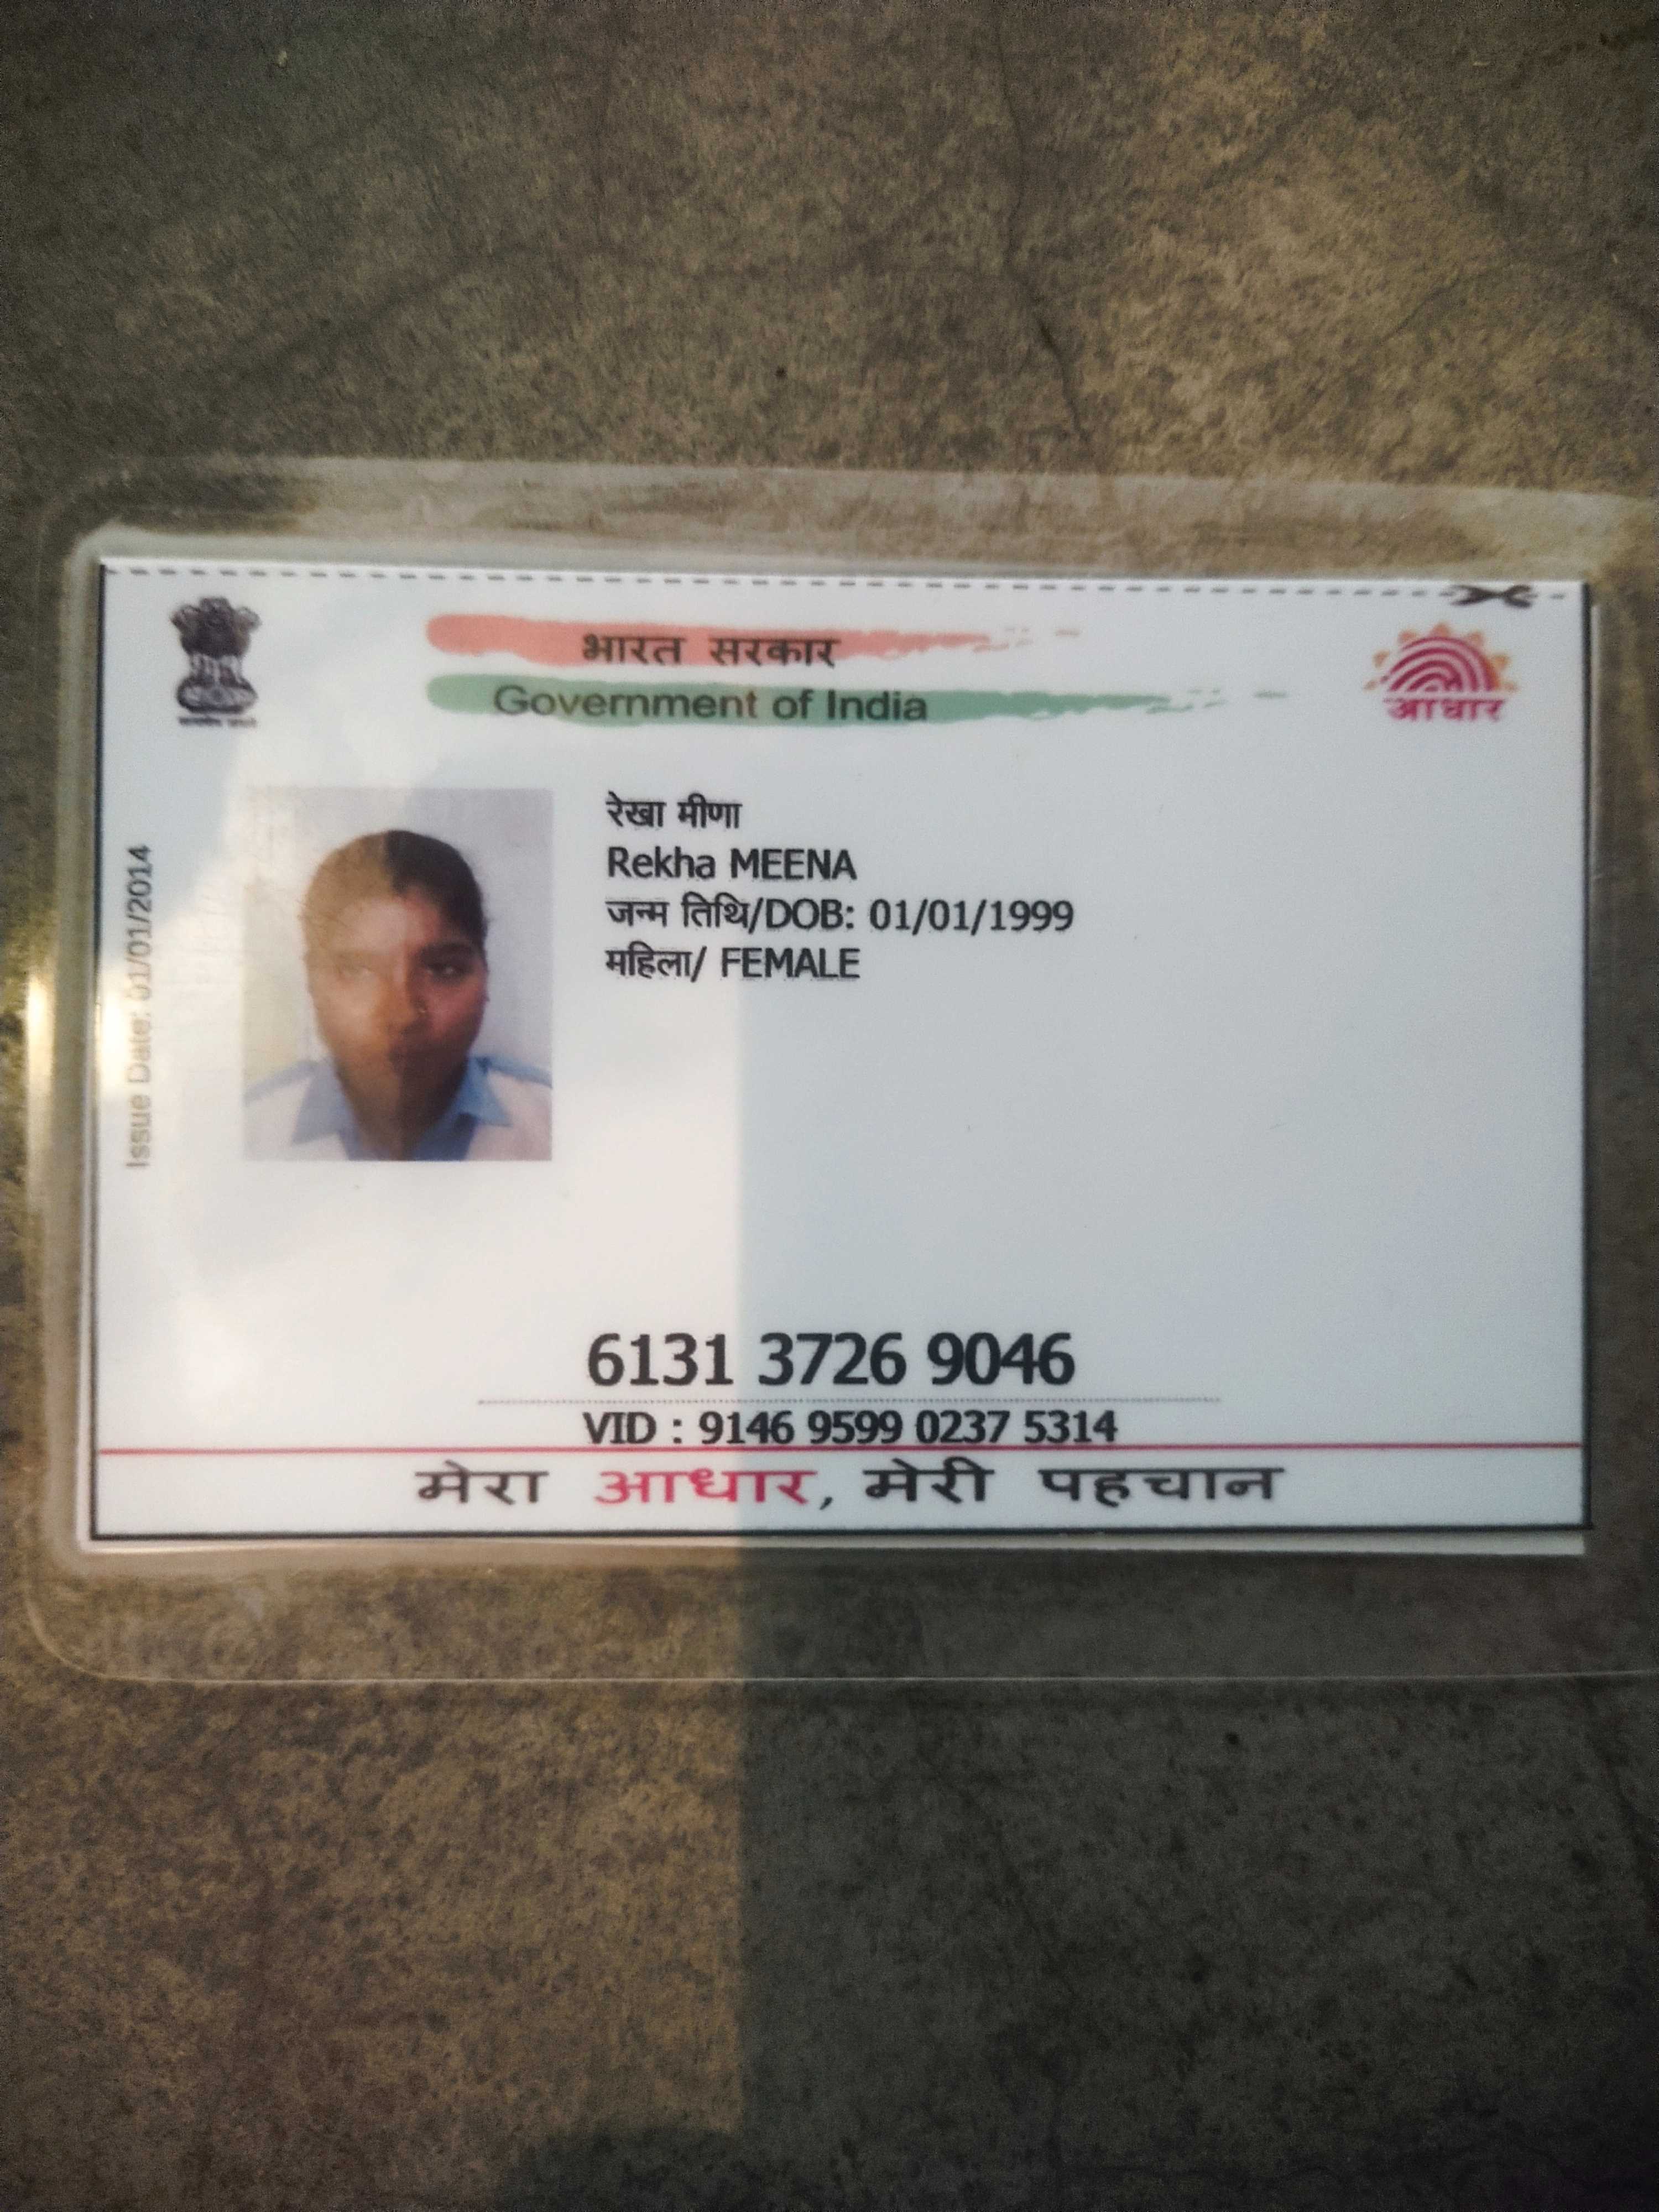 भारत सरकार
Government of India
आधार
Issue Date: 01/01/2014
रेखा मीणा
Rekha MEENA
जन्म तिथि/DOB: 01/01/1999
महिला/ FEMALE
6131 3726 9046
VID : 9146 9599 0237 5314
मेरा आधार, मेरी पहचान